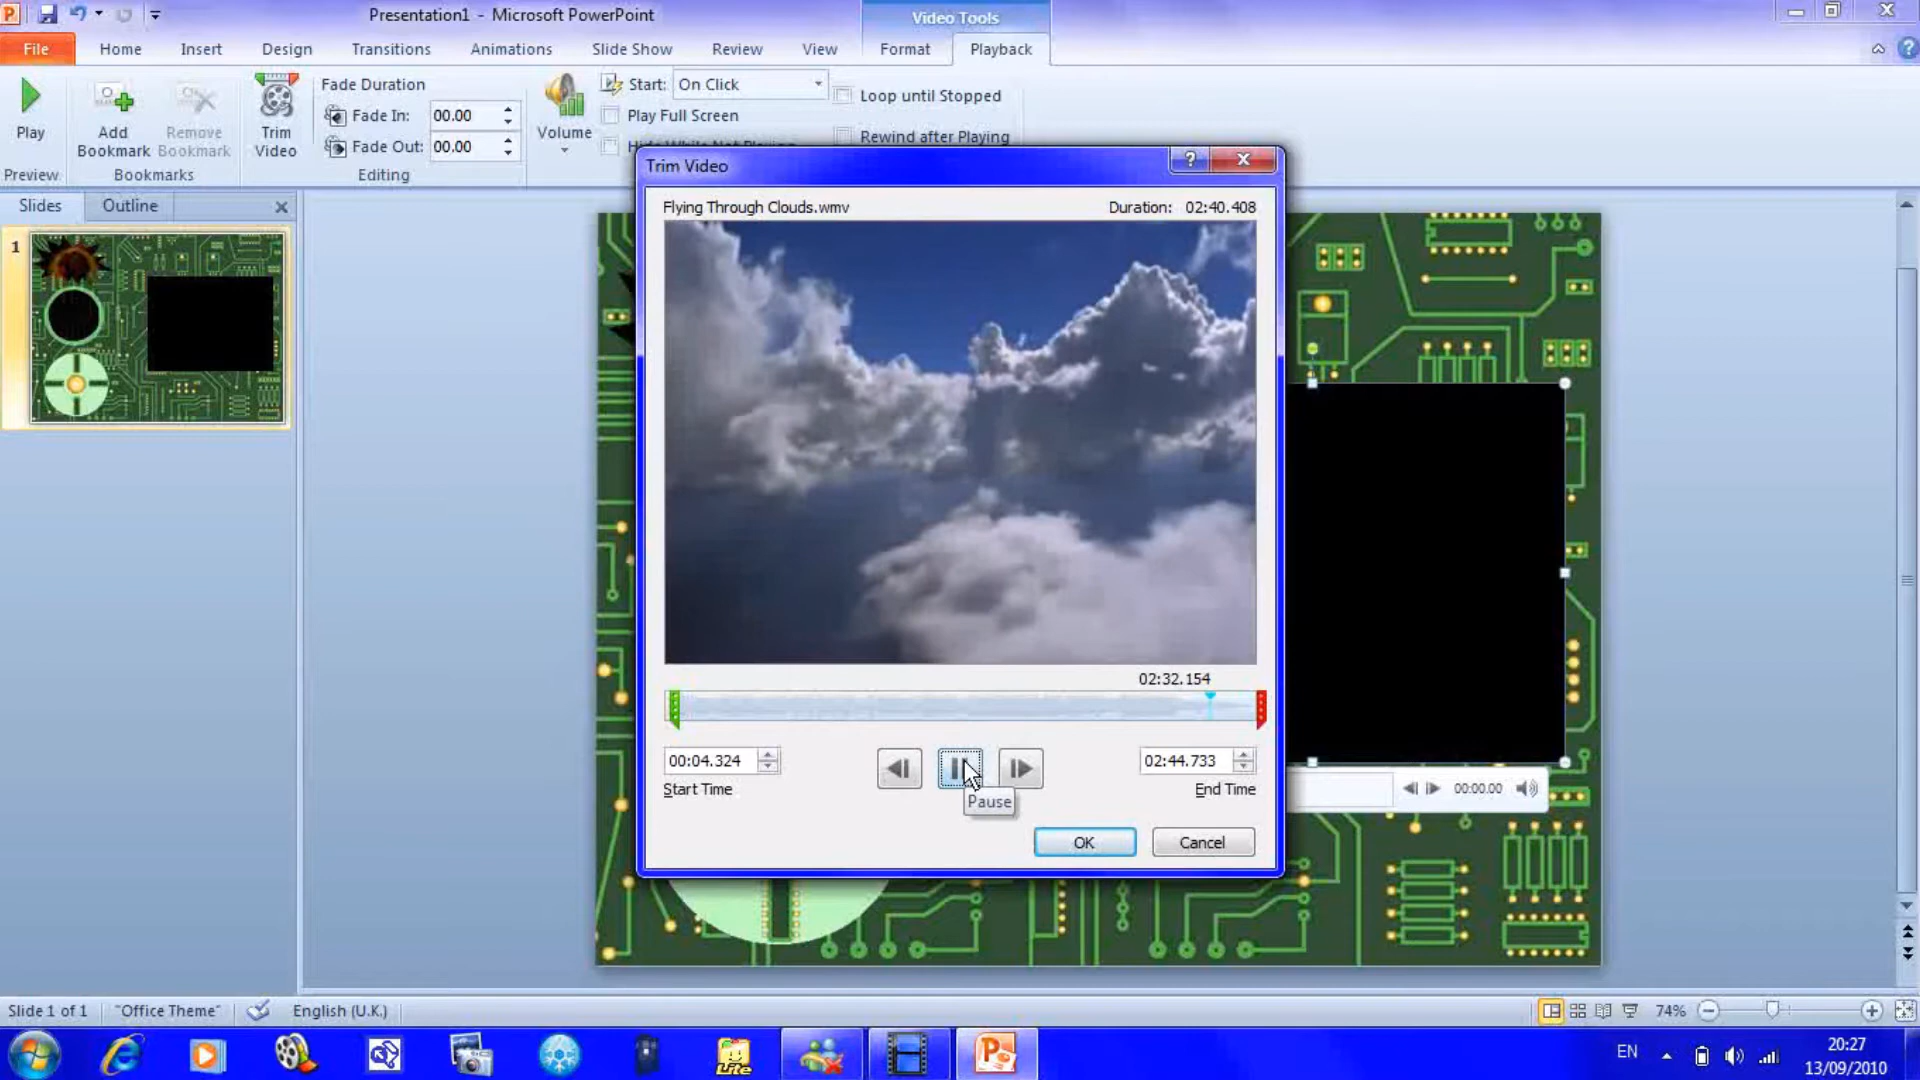 Presentation1 - Microsoft PowerPoint
Video Tools
File Home Insert Design Transitions Animations Slide Show Review View Format Playback
Play
Preview
Add Bookmark
Remove Bookmark
Bookmarks
Trim Video
Fade Duration
Fade In: 00.00
Fade Out: 00.00
Editing
Volume
Start: On Click
Play Full Screen
Hide While Not Playing
Loop until Stopped
Rewind after Playing
Slides Outline
1
Trim Video
Flying Through Clouds.wmv Duration: 02:40.408
02:32.154
00:04.324 02:44.733
Start Time End Time
Pause
OK Cancel
00:00.00
Slide 1 of 1 "Office Theme" English (U.K.) 74%
EN 20:27
13/09/2010